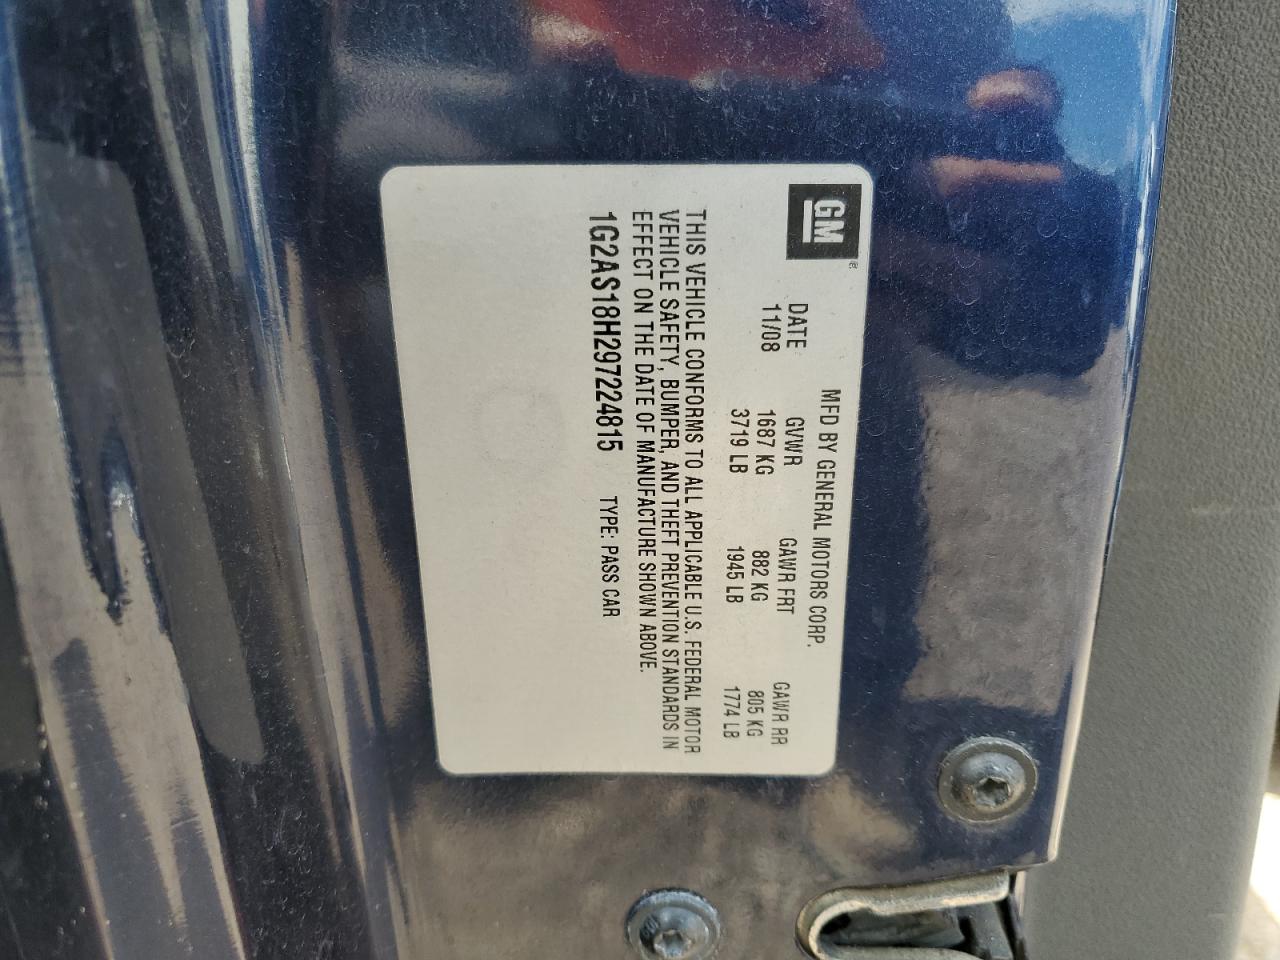 GM
MFD BY GENERAL MOTORS CORP.
DATE GVWR GAWR FRT GAWR RR
11/08 1687 KG 882 KG 805 KG
3719 LB 1945 LB 1774 LB
THIS VEHICLE CONFORMS TO ALL APPLICABLE U.S. FEDERAL MOTOR
VEHICLE SAFETY, BUMPER, AND THEFT PREVENTION STANDARDS IN
EFFECT ON THE DATE OF MANUFACTURE SHOWN ABOVE.
1G2AS18H297224815 TYPE: PASS CAR